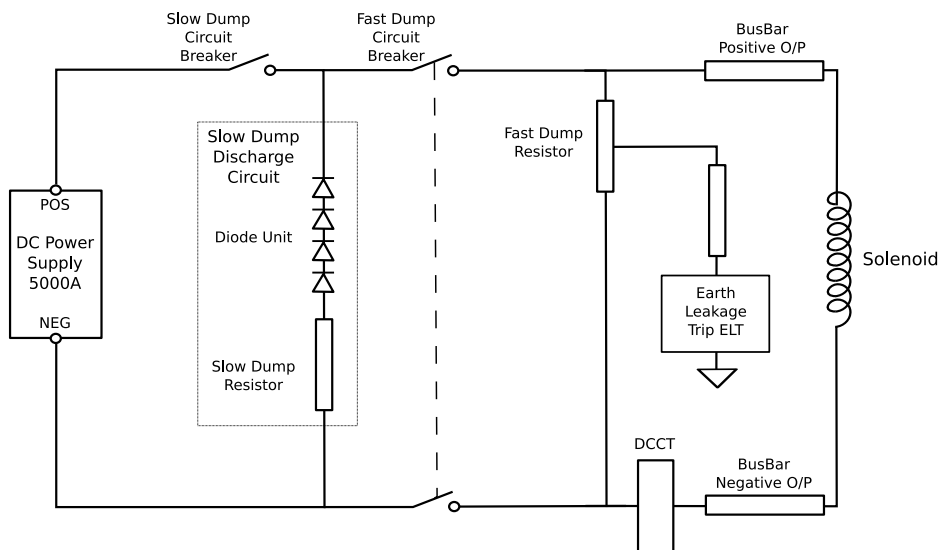 Slow Dump
Circuit
Breaker
Fast Dump
Circuit
Breaker
BusBar
Positive O/P
Slow Dump
Discharge
Circuit
Fast Dump
Resistor
POS
DC Power
Supply
5000A
NEG
Diode Unit
Solenoid
Earth
Leakage
Trip ELT
Slow Dump
Resistor
DCCT
BusBar
Negative O/P